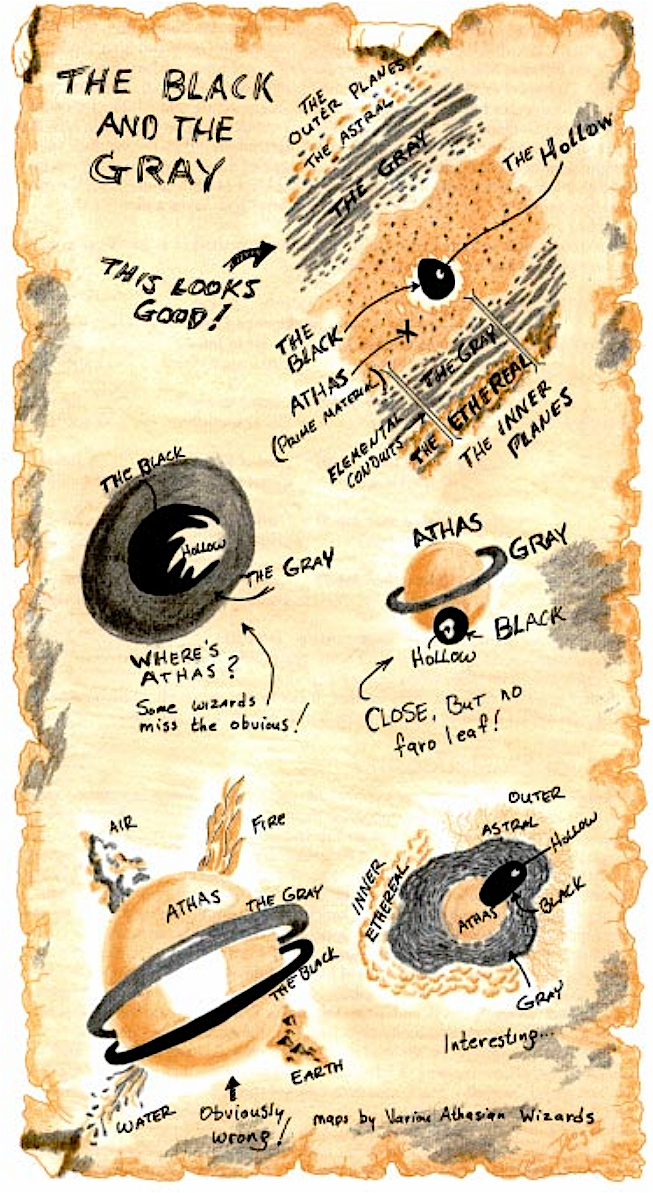 THE BLACK
AND THE
GRAY
THE
OUTER PLANES
THE ASTRAL
THE GRAY
THE HOLLOW
THIS LOOKS
GOOD!
THE
BLACK
ATHAS
(PRIME MATERIAL)
THE GRAY
ELEMENTAL
CONDUITS
THE ETHEREAL
THE INNER
PLANES
THE BLACK
HOLLOW
THE GRAY
WHERE'S
ATHAS?
Some wizards
miss the obvious!
ATHAS
GRAY
BLACK
HOLLOW
CLOSE, BUT no
faro leaf!
AIR
FIRE
ATHAS
THE GRAY
THE BLACK
EARTH
WATER
Obviously
wrong!
OUTER
ASTRAL
HOLLOW
INNER
ETHEREAL
ATHAS
BLACK
GRAY
Interesting...
maps by Various Athasian Wizards